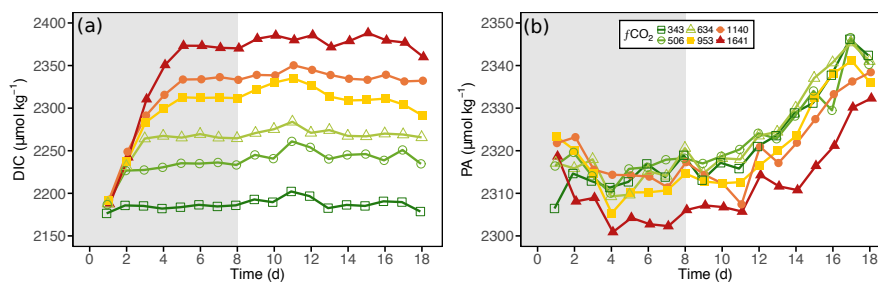 (a)
DIC (μmol kg⁻¹)
2400
2350
2300
2250
2200
2150
0 2 4 6 8 10 12 14 16 18
Time (d)
(b)
PA (μmol kg⁻¹)
2350
2340
2330
2320
2310
2300
0 2 4 6 8 10 12 14 16 18
Time (d)
fCO₂ 343 634 1140
506 953 1641